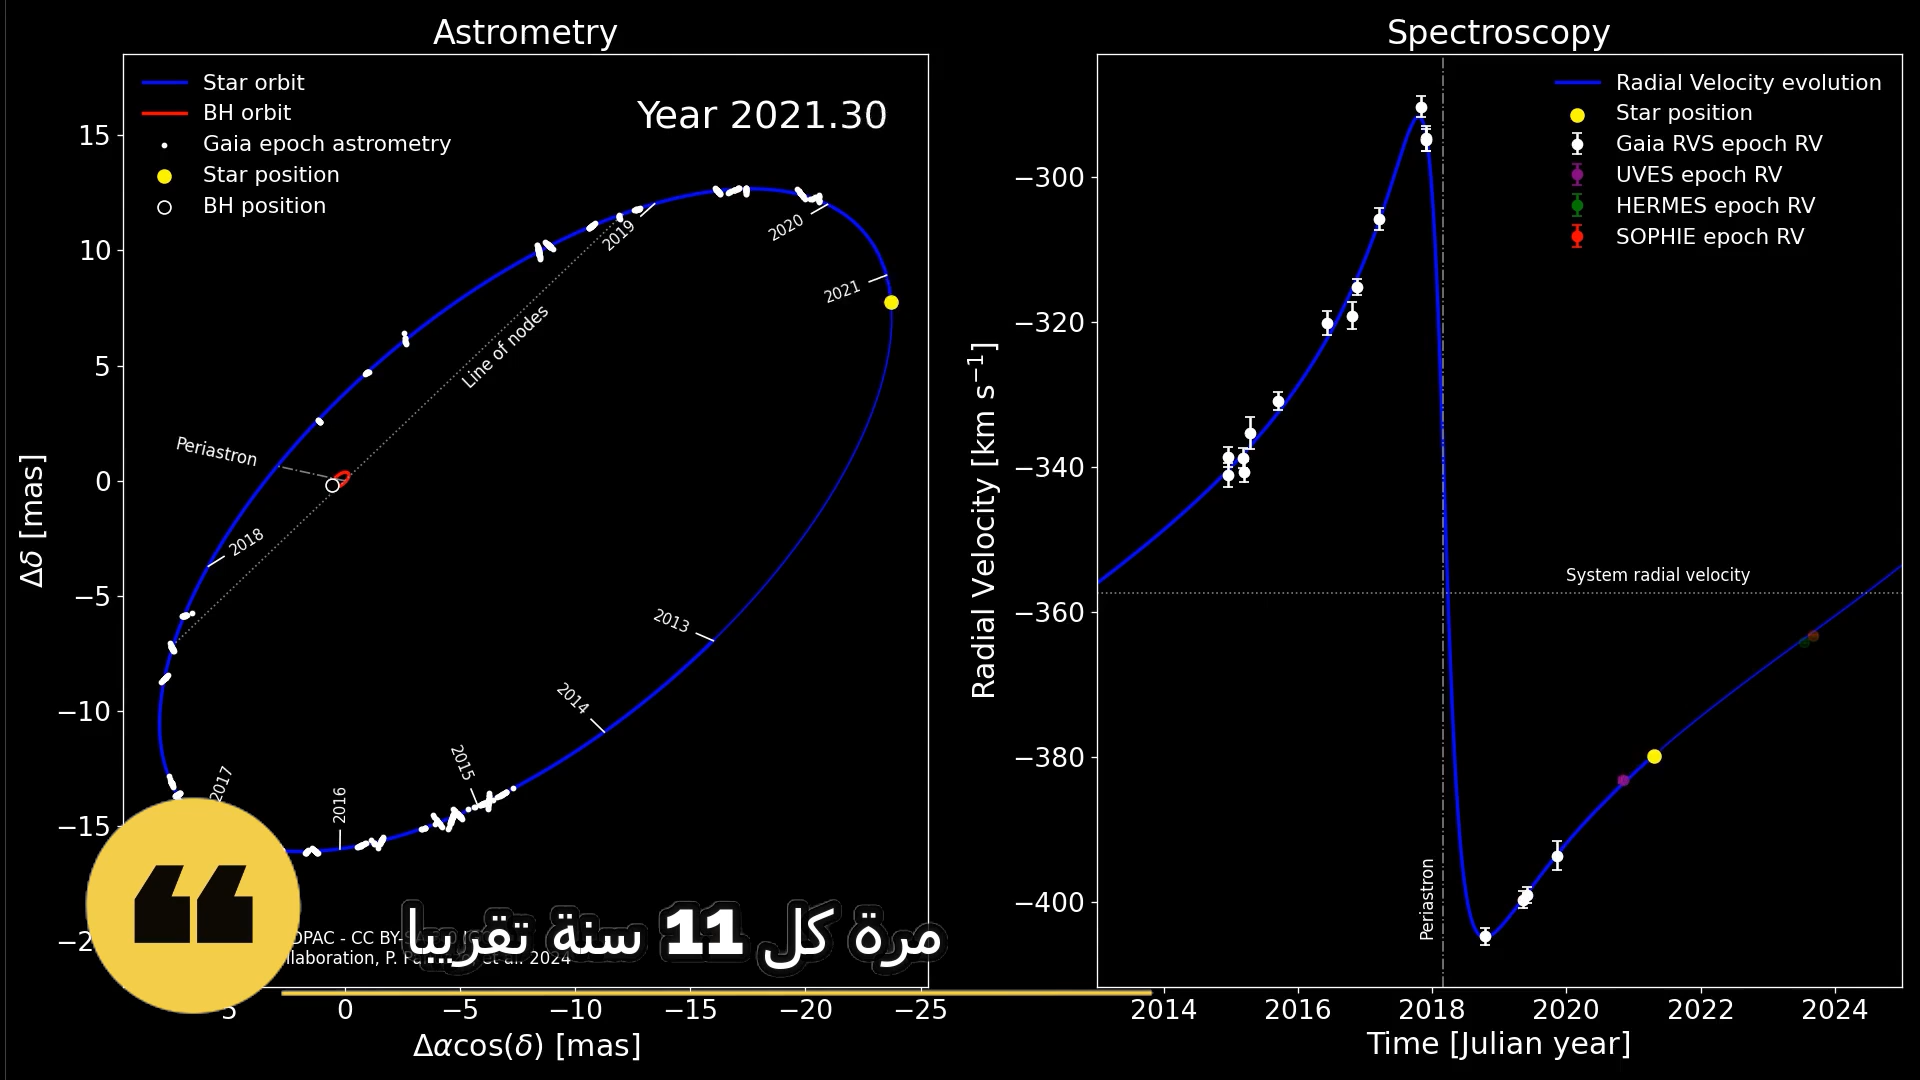 Astrometry
Star orbit
BH orbit
Gaia epoch astrometry
Star position
BH position
Year 2021.30
15
10
5
0
−5
−10
−15
Δδ [mas]
2019
2020
2021
Line of nodes
Periastron
2018
2013
2014
2015
2016
2017
مرة كل 11 سنة تقريبا
CC BY-
2024
5
0
−5
−10
−15
−20
−25
Δαcos(δ) [mas]
Spectroscopy
Radial Velocity evolution
Star position
Gaia RVS epoch RV
UVES epoch RV
HERMES epoch RV
SOPHIE epoch RV
−300
−320
−340
−360
−380
−400
Radial Velocity [km s⁻¹]
System radial velocity
Periastron
2014
2016
2018
2020
2022
2024
Time [Julian year]